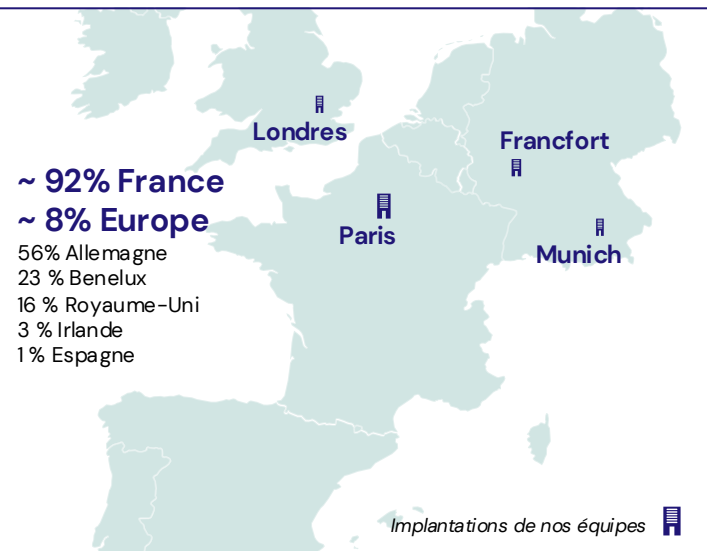 Londres
Francfort
~ 92% France
~ 8% Europe
Paris
Munich
56% Allemagne
23 % Benelux
16 % Royaume-Uni
3 % Irlande
1 % Espagne
Implantations de nos équipes